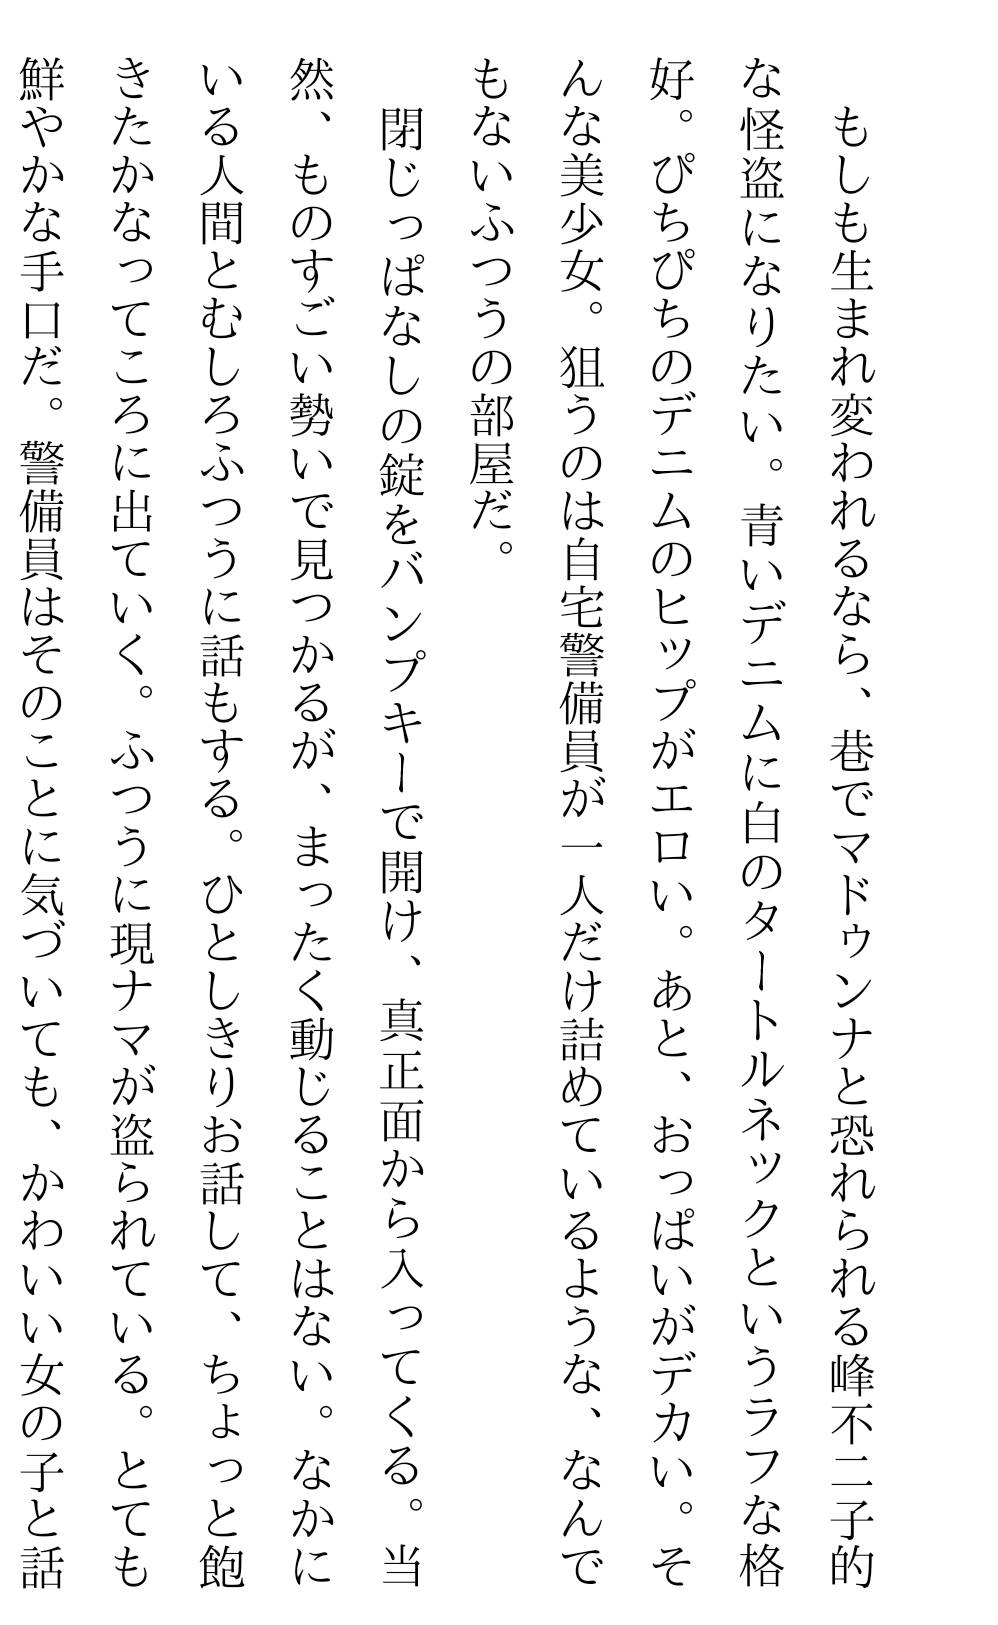 もしも生まれ変われるなら、巷でマドゥンナと恐れられる峰不二子的
な怪盗になりたい。青いデニムに白のタートルネックというラフな格
好。ぴちぴちのデニムのヒップがエロい。あと、おっぱいがデカい。そ
んな美少女。狙うのは自宅警備員が一人だけ詰めているような、なんで
もないふつうの部屋だ。
閉じっぱなしの錠をバンプキーで開け、真正面から入ってくる。当
然、ものすごい勢いで見つかるが、まったく動じることはない。なかに
いる人間とむしろふつうに話もする。ひとしきりお話して、ちょっと飽
きたかなってころに出ていく。ふつうに現ナマが盗られている。とても
鮮やかな手口だ。警備員はそのことに気づいても、かわいい女の子と話